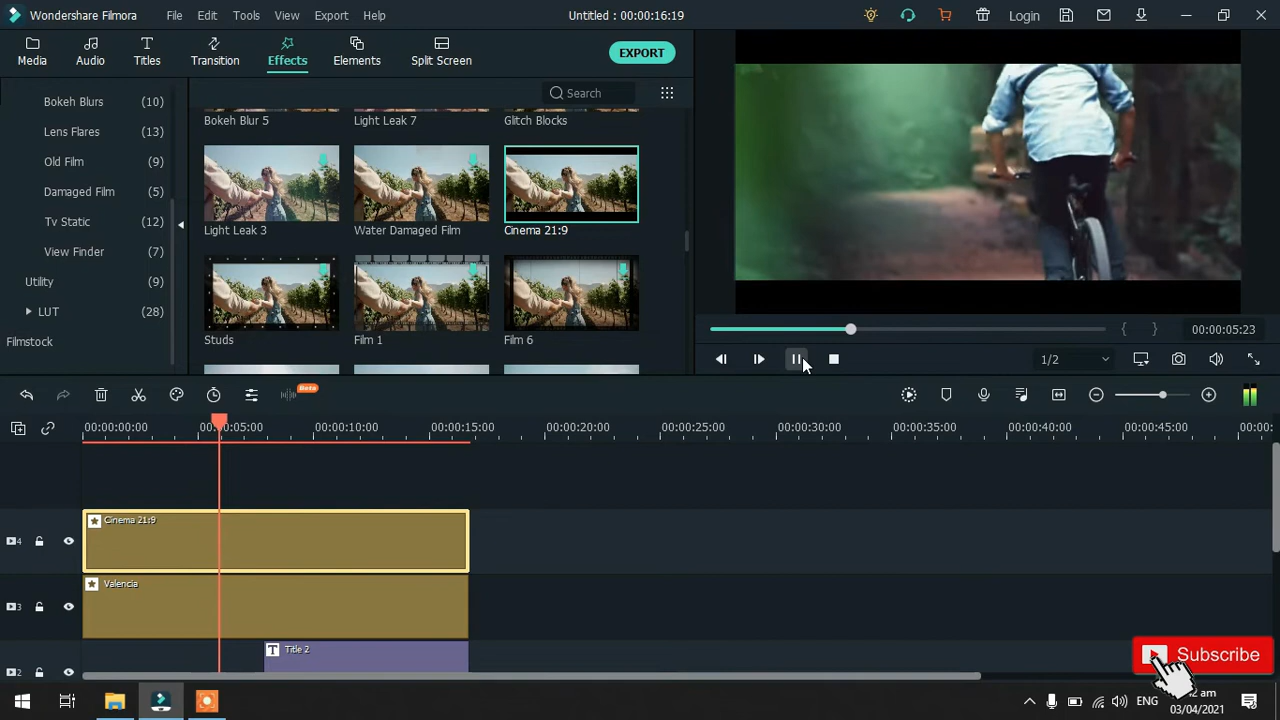 Wondershare Filmora
File
Edit
Tools
View
Export
Help
Untitled : 00:00:16:19
Login
Media
Audio
Titles
Transition
Effects
Elements
Split Screen
EXPORT
Bokeh Blurs (10)
Lens Flares (13)
Old Film (9)
Damaged Film (5)
Tv Static (12)
View Finder (7)
Utility (9)
LUT (28)
Filmstock
Search
Bokeh Blur 5
Light Leak 7
Glitch Blocks
Light Leak 3
Water Damaged Film
Cinema 21:9
Studs
Film 1
Film 6
00:00:05:23
1/2
Beta
00:00:00:00
00:00:05:00
00:00:10:00
00:00:15:00
00:00:20:00
00:00:25:00
00:00:30:00
00:00:35:00
00:00:40:00
00:00:45:00
4
Cinema 21:9
3
Valencia
2
T Title 2
Subscribe
ENG
03/04/2021